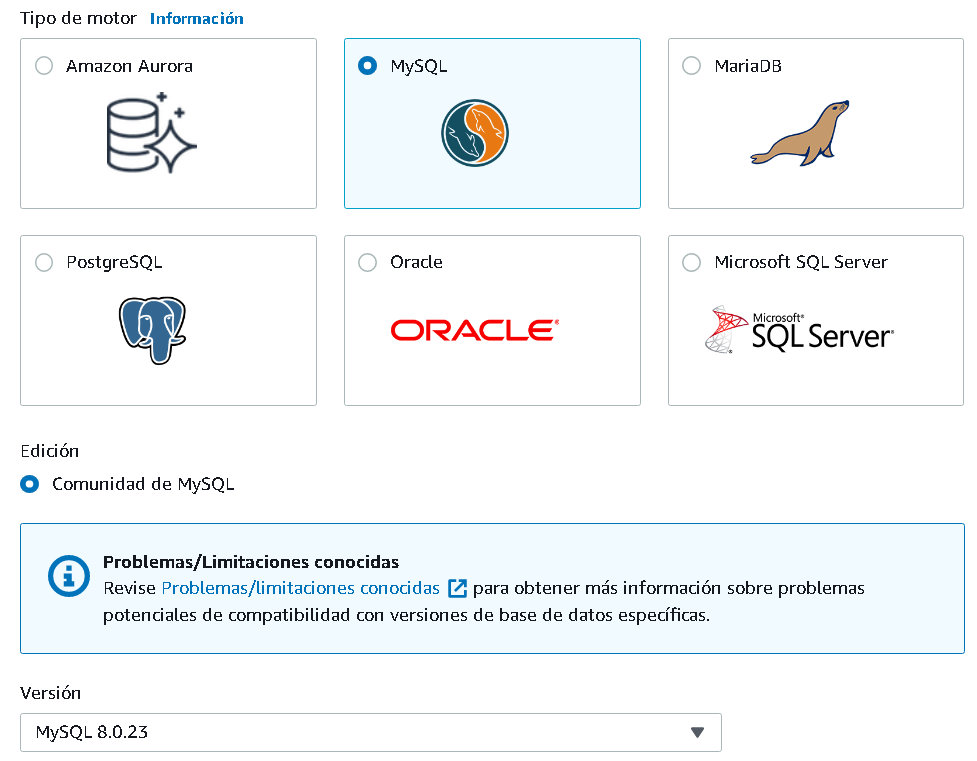 Tipo de motor Información
Amazon Aurora
MySQL
MariaDB
PostgreSQL
Oracle
Microsoft SQL Server
ORACLE®
Microsoft®
SQL Server®
Edición
Comunidad de MySQL
Problemas/Limitaciones conocidas
Revise Problemas/limitaciones conocidas para obtener más información sobre problemas
potenciales de compatibilidad con versiones de base de datos específicas.
Versión
MySQL 8.0.23